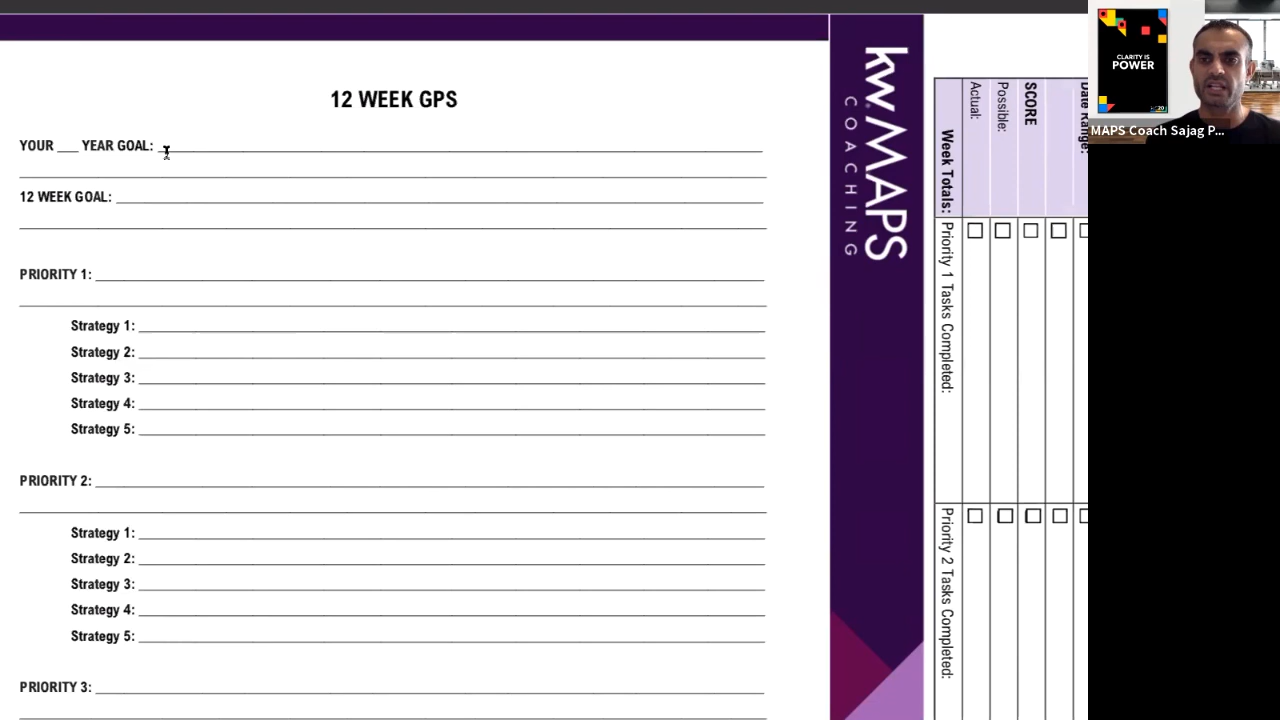 12 WEEK GPS
YOUR ___ YEAR GOAL:
12 WEEK GOAL:
PRIORITY 1:
Strategy 1:
Strategy 2:
Strategy 3:
Strategy 4:
Strategy 5:
PRIORITY 2:
Strategy 1:
Strategy 2:
Strategy 3:
Strategy 4:
Strategy 5:
PRIORITY 3:
kw MAPS
COACHING
Date Range:
SCORE
Possible:
Actual:
Week Totals:
Priority 1 Tasks Completed:
Priority 2 Tasks Completed:
CLARITY IS
POWER
MAPS Coach Sajag P...